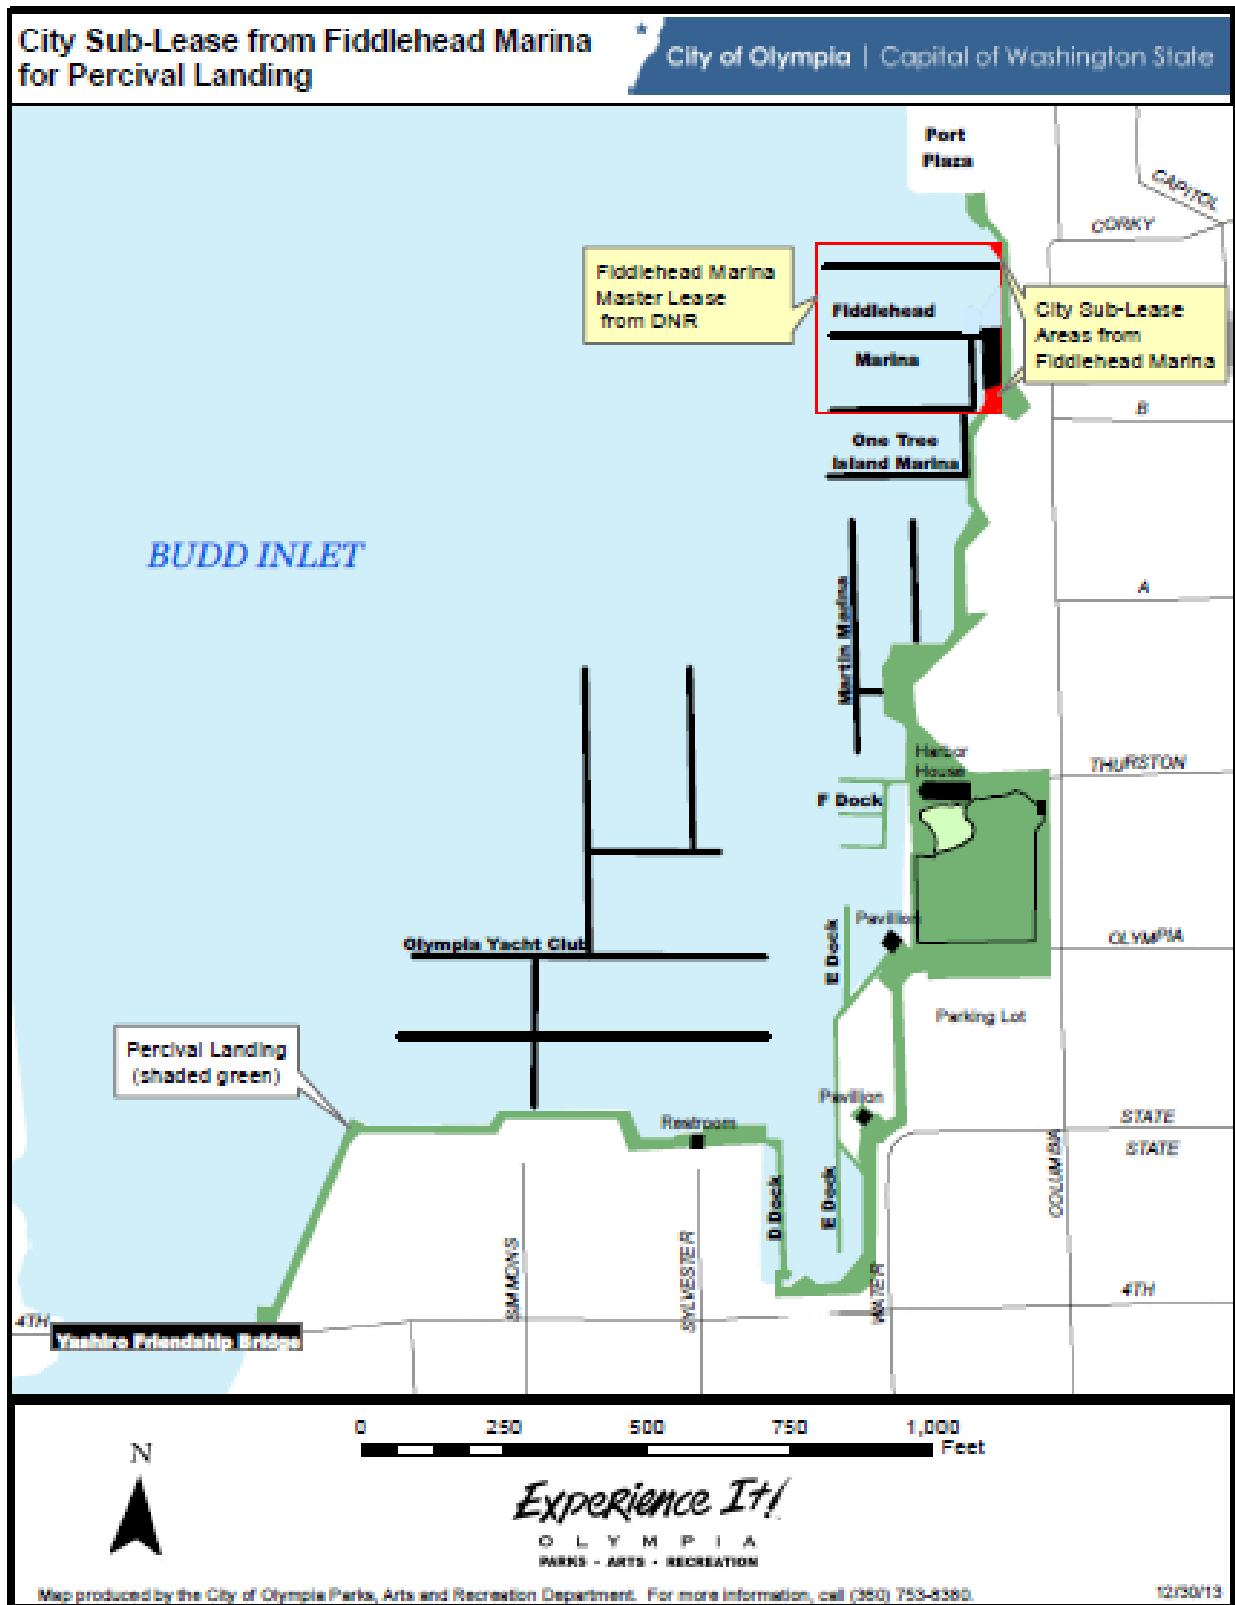 City Sub-Lease from Fiddlehead Marina
for Percival Landing
City of Olympia | Capital of Washington State
Port
Plaza
CAPITOL
CORKY
Fiddlehead Marina
Master Lease
from DNR
Fiddlehead
Marina
City Sub-Lease
Areas from
Fiddlehead Marina
B
One Tree
Island Marina
BUDD INLET
A
Martin Marina
Harbor
House
THURSTON
F Dock
Pavillion
E Dock
OLYMPIA
Olympia Yacht Club
Parking Lot
Percival Landing
(shaded green)
Pavillion
Restroom
STATE
STATE
COLUMBIA
D Dock
E Dock
SIMMONS
SYLVESTER
WATER
4TH
4TH
Yashiro Friendship Bridge
0 250 500 750 1,000
Feet
N
Experience It!
OLYMPIA
PARKS • ARTS • RECREATION
Map produced by the City of Olympia Parks, Arts and Recreation Department. For more information, call (360) 753-8380.
12/30/13